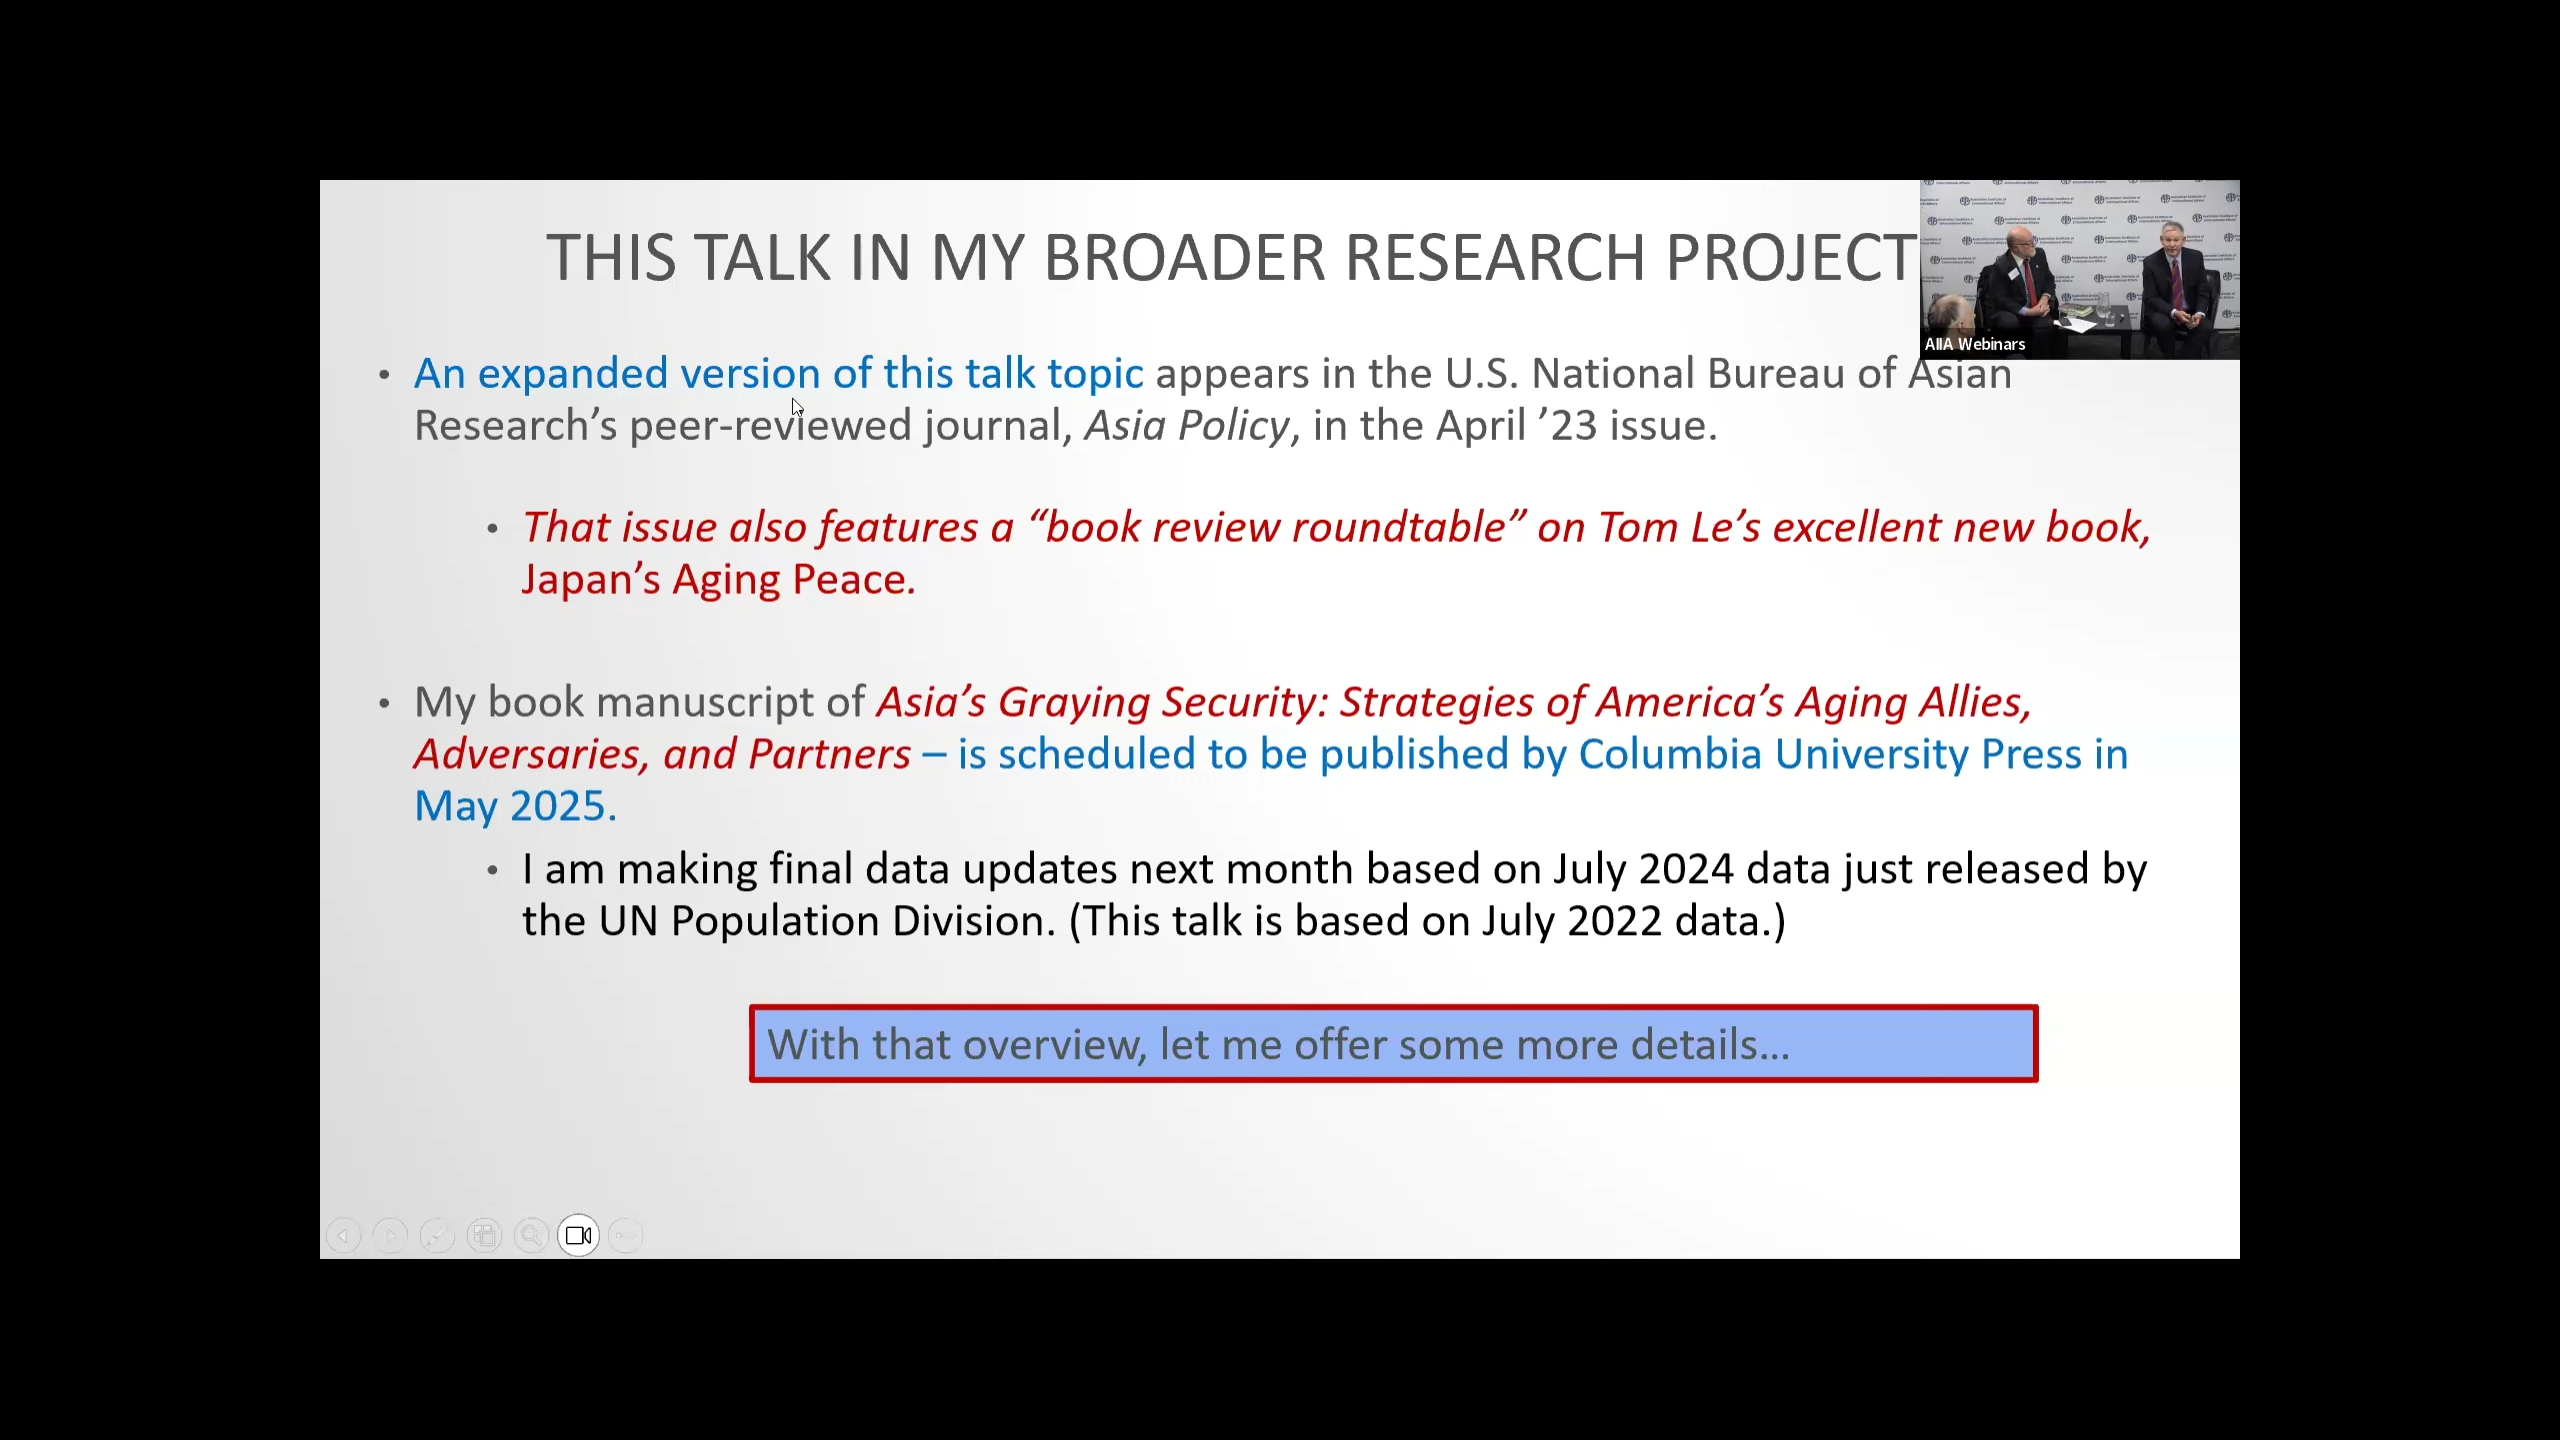 THIS TALK IN MY BROADER RESEARCH PROJECT
AIIA Webinars
• An expanded version of this talk topic appears in the U.S. National Bureau of Asian
Research’s peer-reviewed journal, Asia Policy, in the April ’23 issue.
• That issue also features a “book review roundtable” on Tom Le’s excellent new book,
Japan’s Aging Peace.
• My book manuscript of Asia’s Graying Security: Strategies of America’s Aging Allies,
Adversaries, and Partners – is scheduled to be published by Columbia University Press in
May 2025.
• I am making final data updates next month based on July 2024 data just released by
the UN Population Division. (This talk is based on July 2022 data.)
With that overview, let me offer some more details...